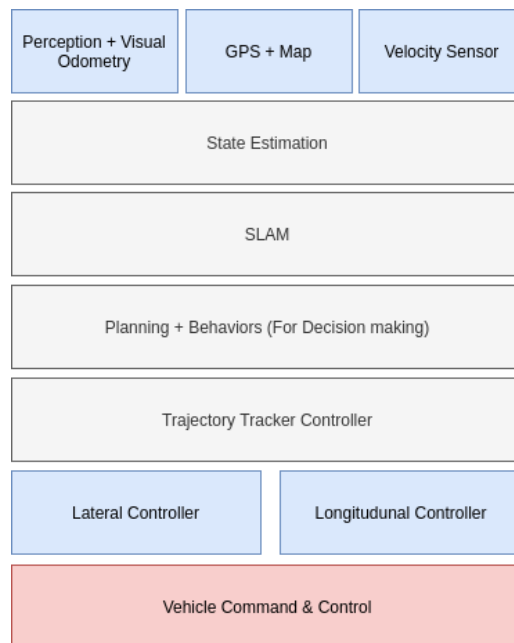 Perception + Visual
Odometry
GPS + Map
Velocity Sensor
State Estimation
SLAM
Planning + Behaviors (For Decision making)
Trajectory Tracker Controller
Lateral Controller
Longitudunal Controller
Vehicle Command & Control